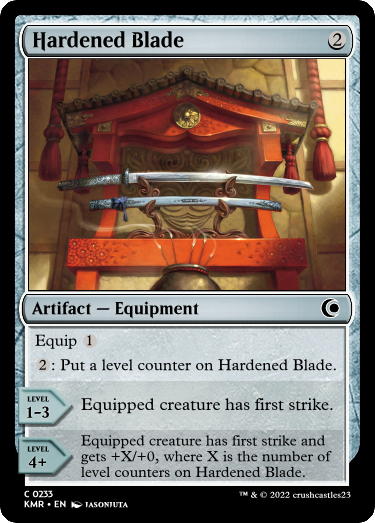 Hardened Blade 2
Artifact — Equipment
Equip 1
2 : Put a level counter on Hardened Blade.
LEVEL
1-3
Equipped creature has first strike.
LEVEL
4+
Equipped creature has first strike and
gets +X/+0, where X is the number of
level counters on Hardened Blade.
C 0233
KMR • EN JASONJUTA
™ & © 2022 crushcastles23